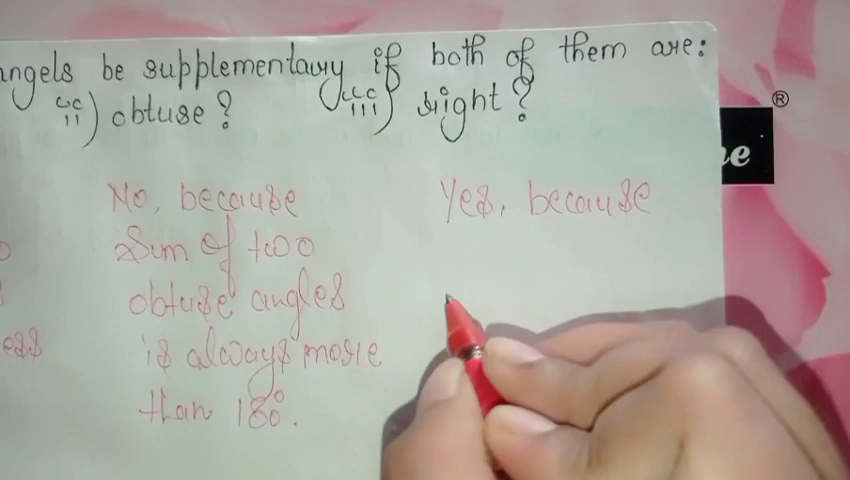 angels be supplementary if both of them are:
ii) obtuse? iii) right?
No, because
Sum of two
obtuse angles
is always more
than 180°.
Yes, because
ess
e
®